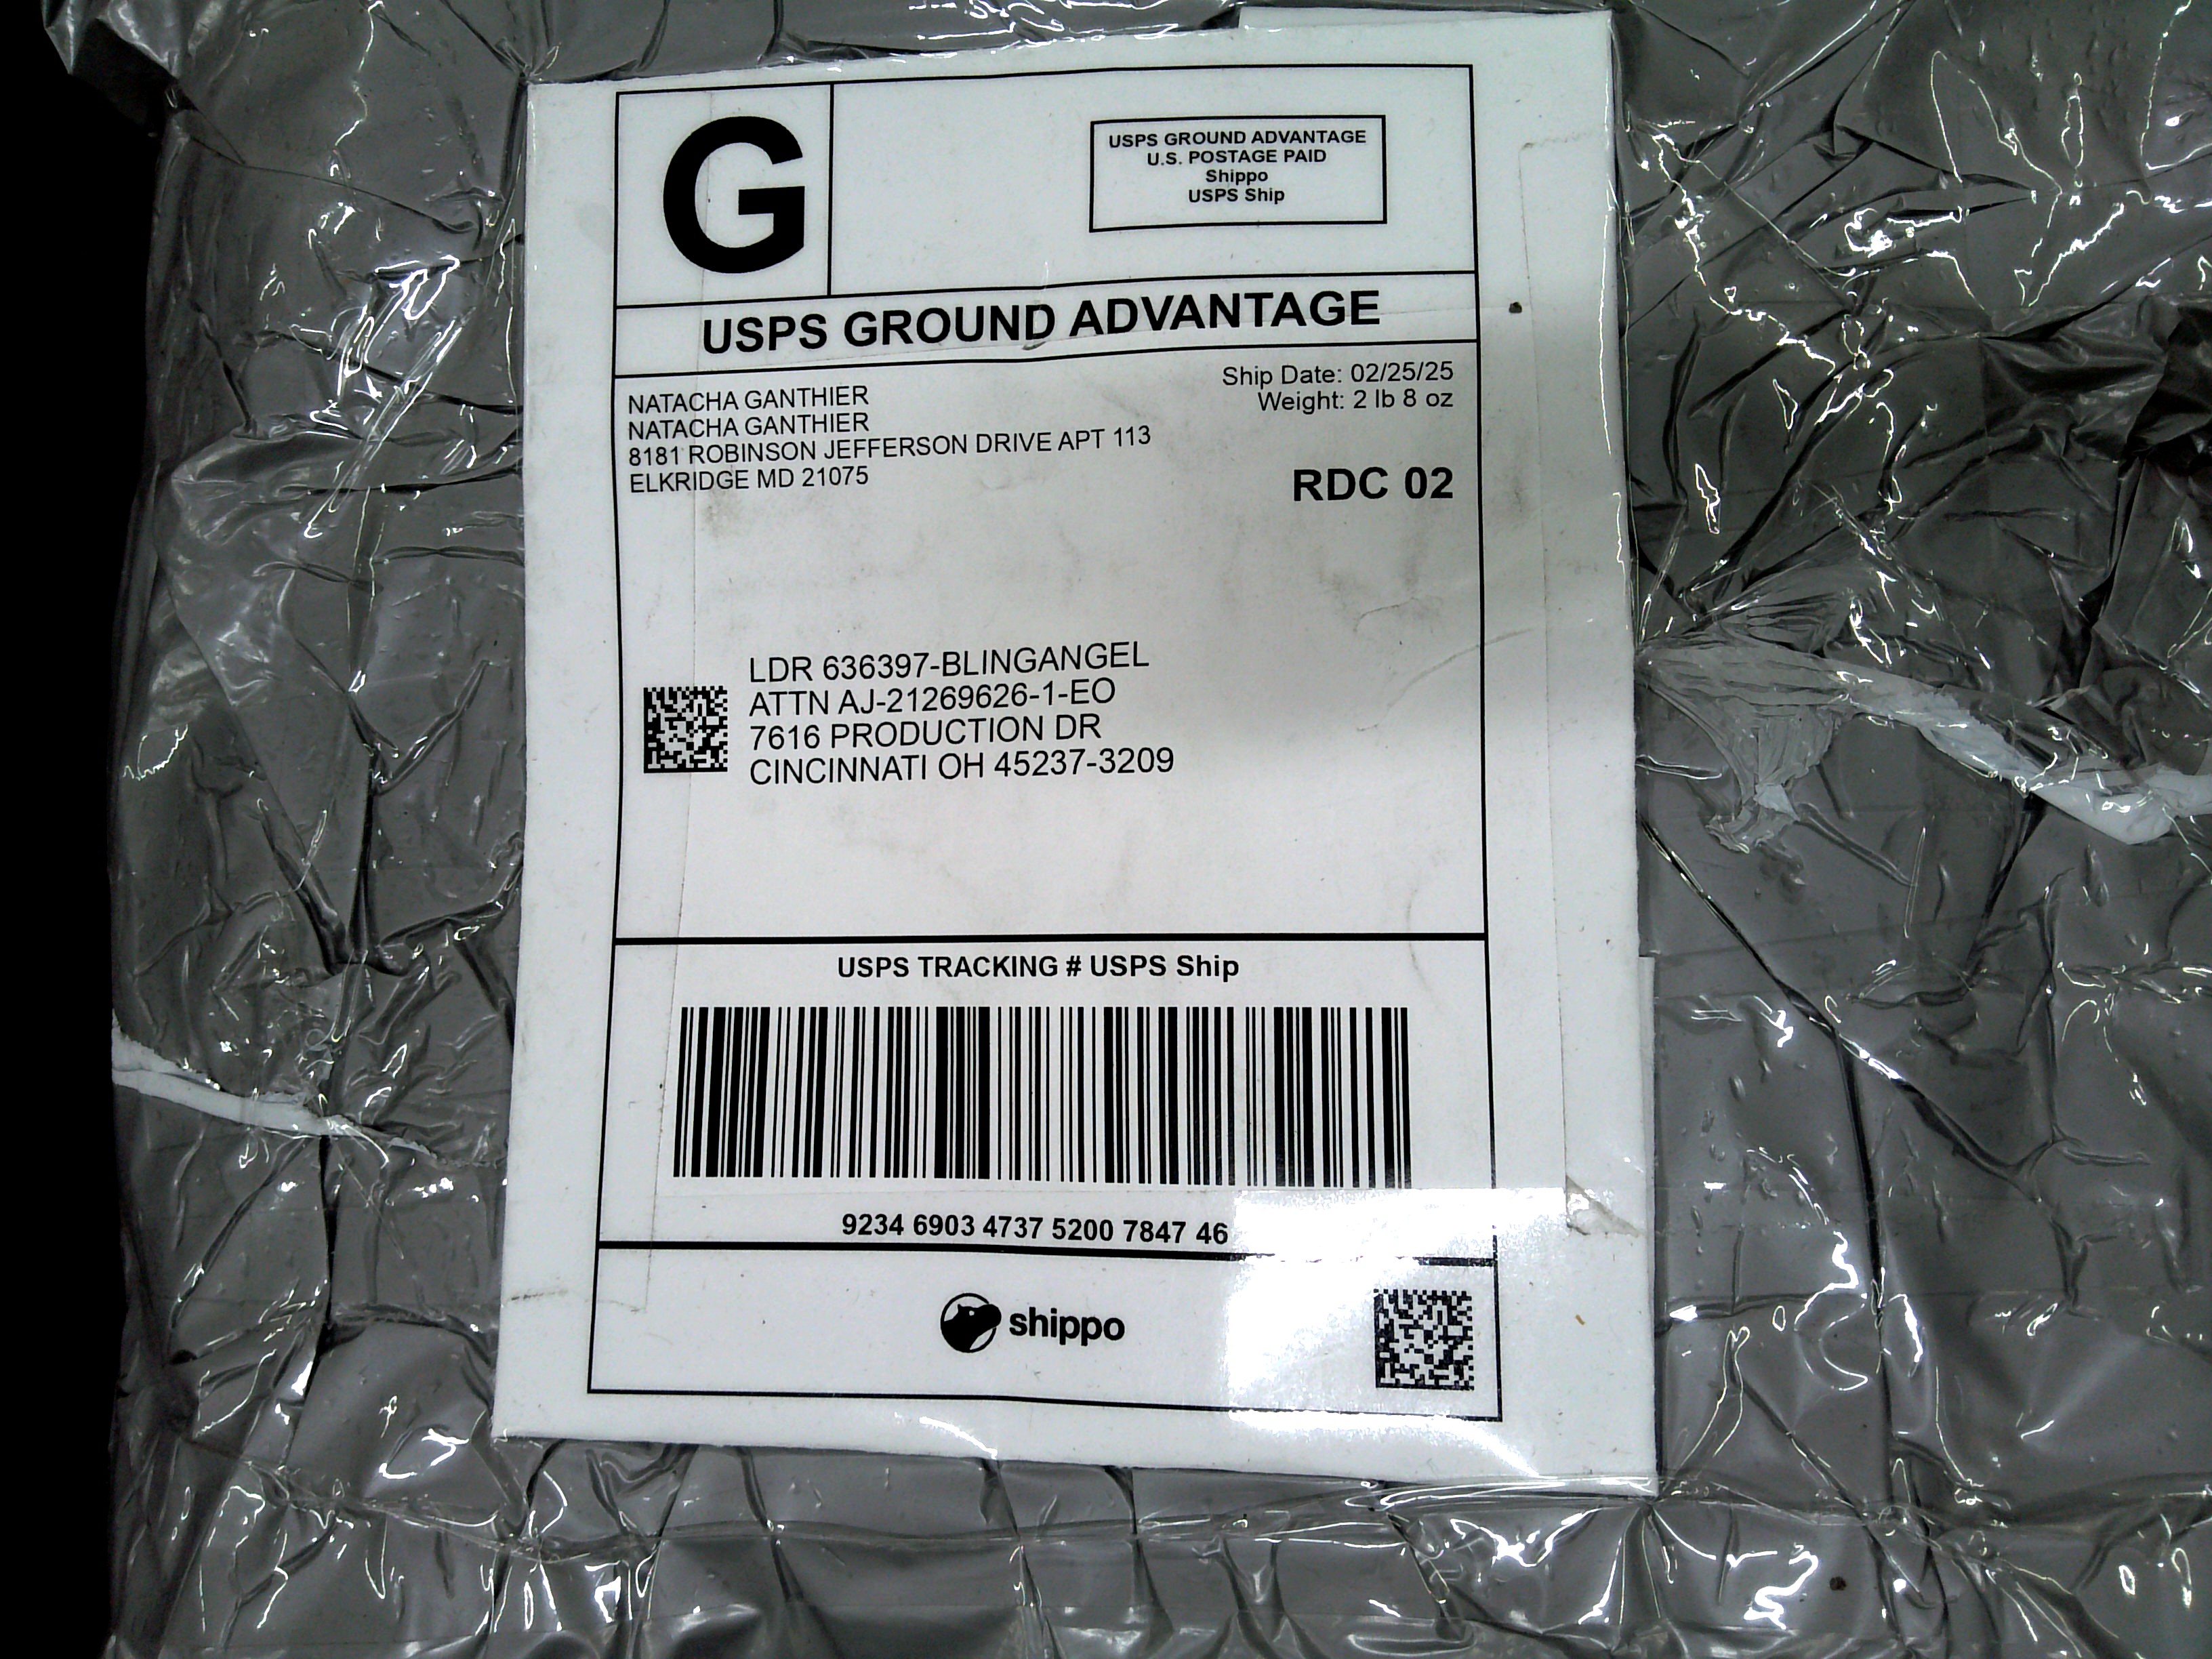 G
USPS GROUND ADVANTAGE
U.S. POSTAGE PAID
Shippo
USPS Ship
USPS GROUND ADVANTAGE
NATACHA GANTHIER
NATACHA GANTHIER
8181 ROBINSON JEFFERSON DRIVE APT 113
ELKRIDGE MD 21075
Ship Date: 02/25/25
Weight: 2 lb 8 oz
RDC 02
LDR 636397-BLINGANGEL
ATTN AJ-21269626-1-EO
7616 PRODUCTION DR
CINCINNATI OH 45237-3209
USPS TRACKING # USPS Ship
9234 6903 4737 5200 7847 46
shippo